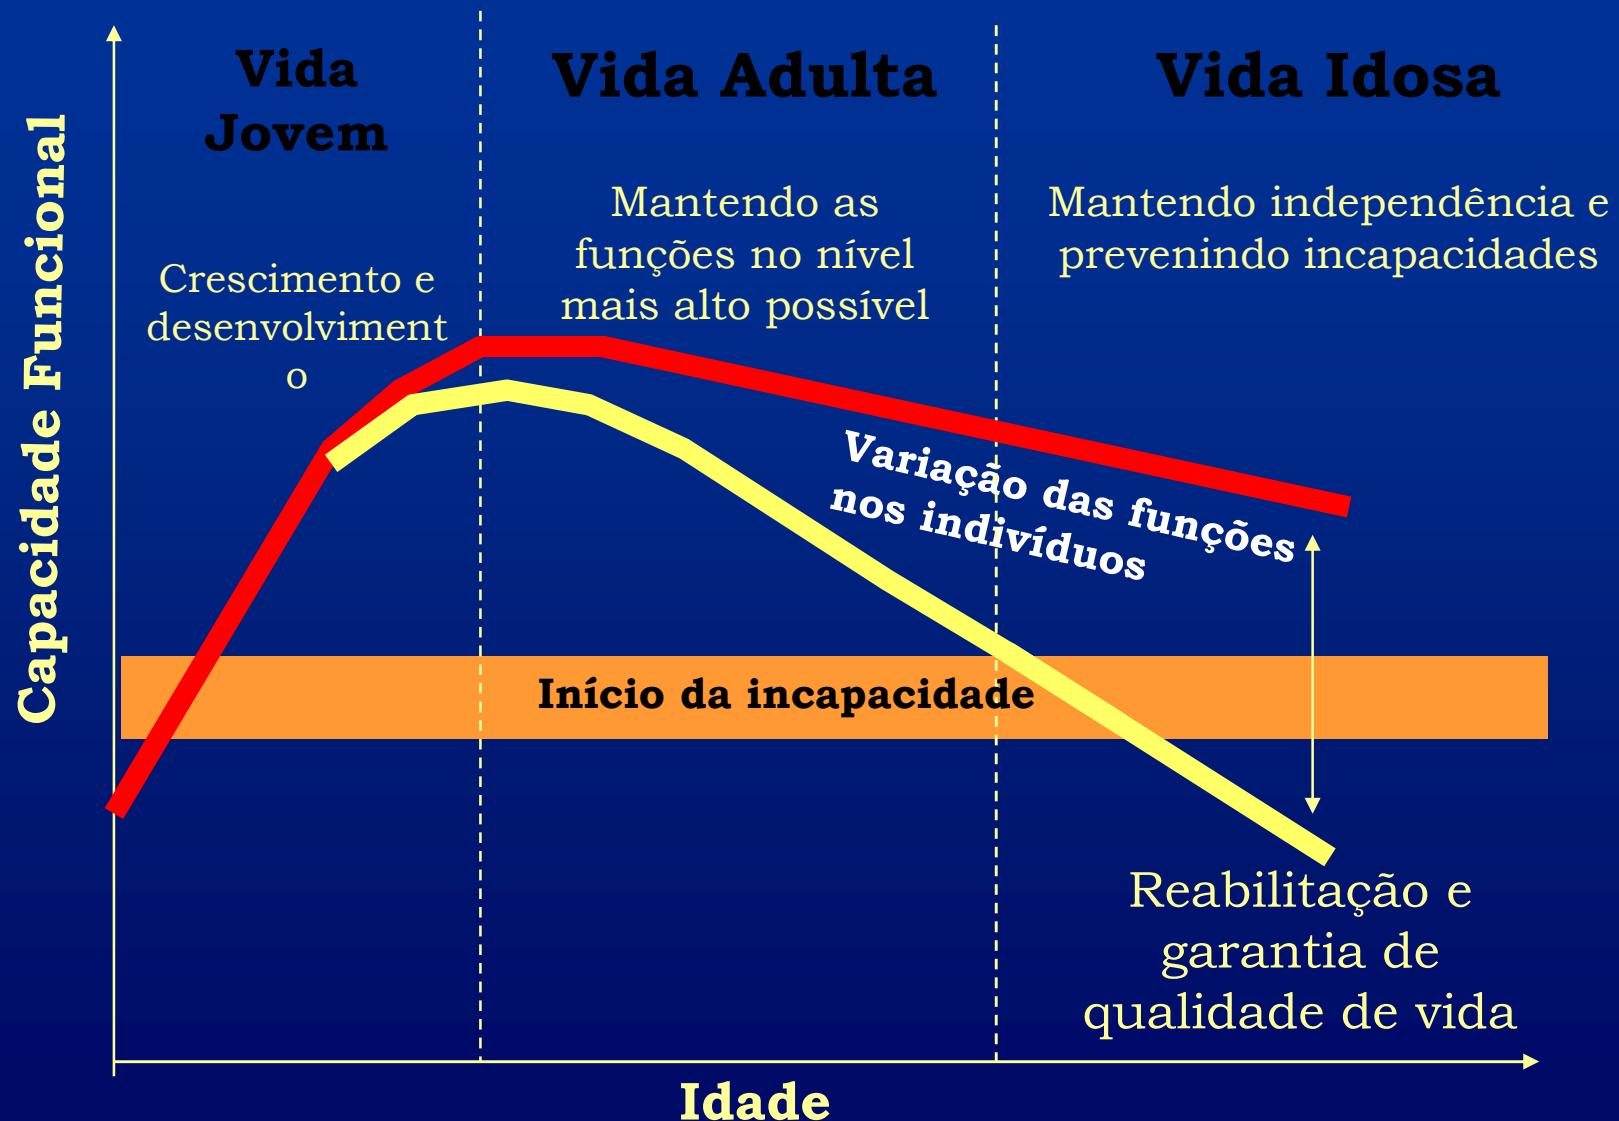 Vida
Jovem
Vida Adulta
Vida Idosa
Crescimento e
desenvolviment
o
Mantendo as
funções no nível
mais alto possível
Mantendo independência e
prevenindo incapacidades
Capacidade Funcional
Variação das funções
nos indivíduos
Início da incapacidade
Reabilitação e
garantia de
qualidade de vida
Idade